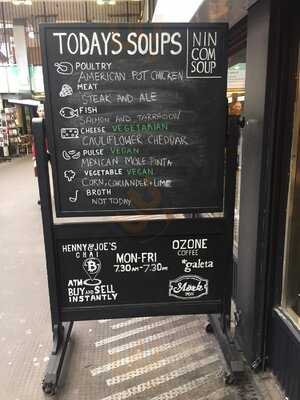 TODAY'S SOUPS
NIN
COM
SOUP
POULTRY
AMERICAN POT CHICKEN
MEAT
STEAK AND ALE
FISH
SALMON AND TARRAGON
CHEESE VEGETARIAN
CAULIFLOWER CHEDDAR
PULSE VEGAN
MEXICAN MOLE PINTA
VEGETABLE VEGAN
CORN, CORIANDER + LIME
BROTH
NOT TODAY
HENNY&JOE'S
CHAI
B
ATM
BUY AND SELL
INSTANTLY
MON-FRI
7.30AM-7.30PM
OZONE
COFFEE
*galeta